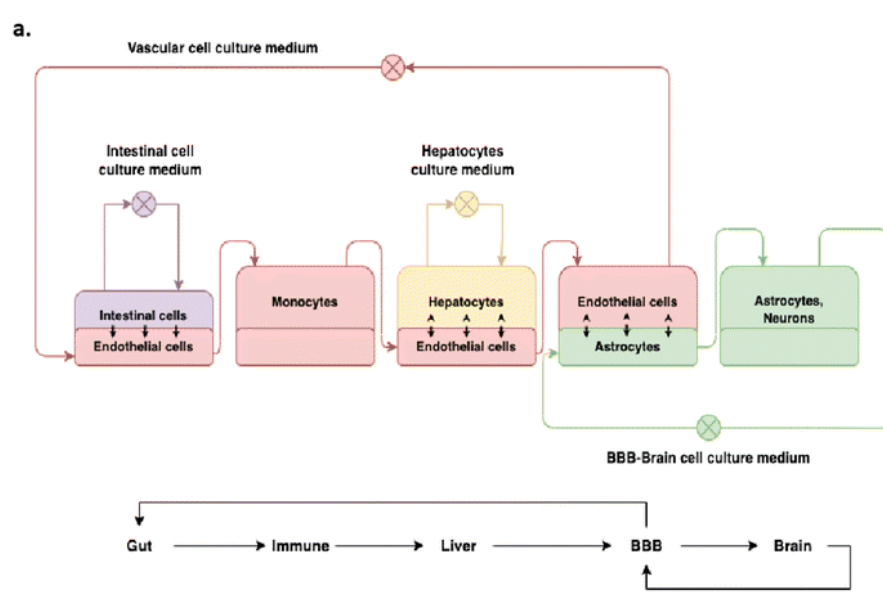 a.
Vascular cell culture medium
Intestinal cell
culture medium
Hepatocytes
culture medium
Intestinal cells
Endothelial cells
Monocytes
Hepatocytes
Endothelial cells
Endothelial cells
Astrocytes
Astrocytes,
Neurons
BBB-Brain cell culture medium
Gut
Immune
Liver
BBB
Brain